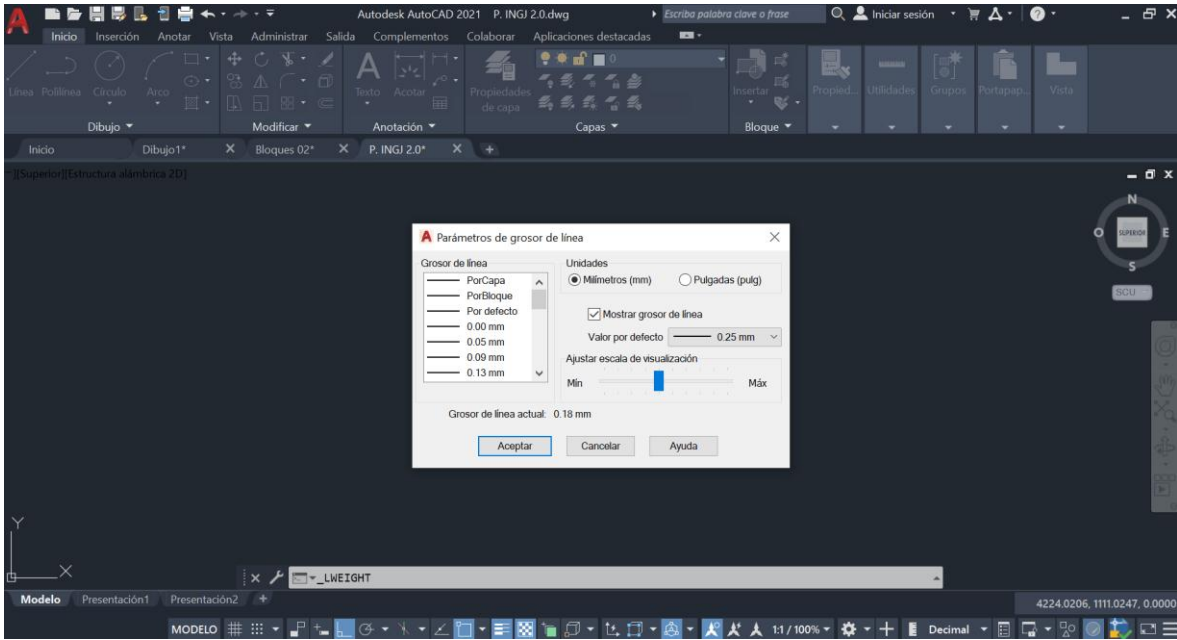 Autodesk AutoCAD 2021 P. INGJ 2.0.dwg Escriba palabra clave o frase Iniciar sesión
Inicio Inserción Anotar Vista Administrar Salida Complementos Colaborar Aplicaciones destacadas
Línea Polilínea Círculo Arco Texto Acotar Propiedades de capa 0 Insertar Propied... Utilidades Grupos Portapap... Vista
Dibujo Modificar Anotación Capas Bloque
Inicio Dibujo1* Bloques 02* P. INGJ 2.0*
[Superior][Estructura alámbrica 2D]
N
O SUPERIOR E
S
SCU
Parámetros de grosor de línea
Grosor de línea
PorCapa
PorBloque
Por defecto
0.00 mm
0.05 mm
0.09 mm
0.13 mm
Unidades
Milímetros (mm) Pulgadas (pulg)
Mostrar grosor de línea
Valor por defecto 0.25 mm
Ajustar escala de visualización
Mín Máx
Grosor de línea actual: 0.18 mm
Aceptar Cancelar Ayuda
Y
X
_LWEIGHT
Modelo Presentación1 Presentación2 +
4224.0206, 1111.0247, 0.0000
MODELO 1:1 / 100% Decimal